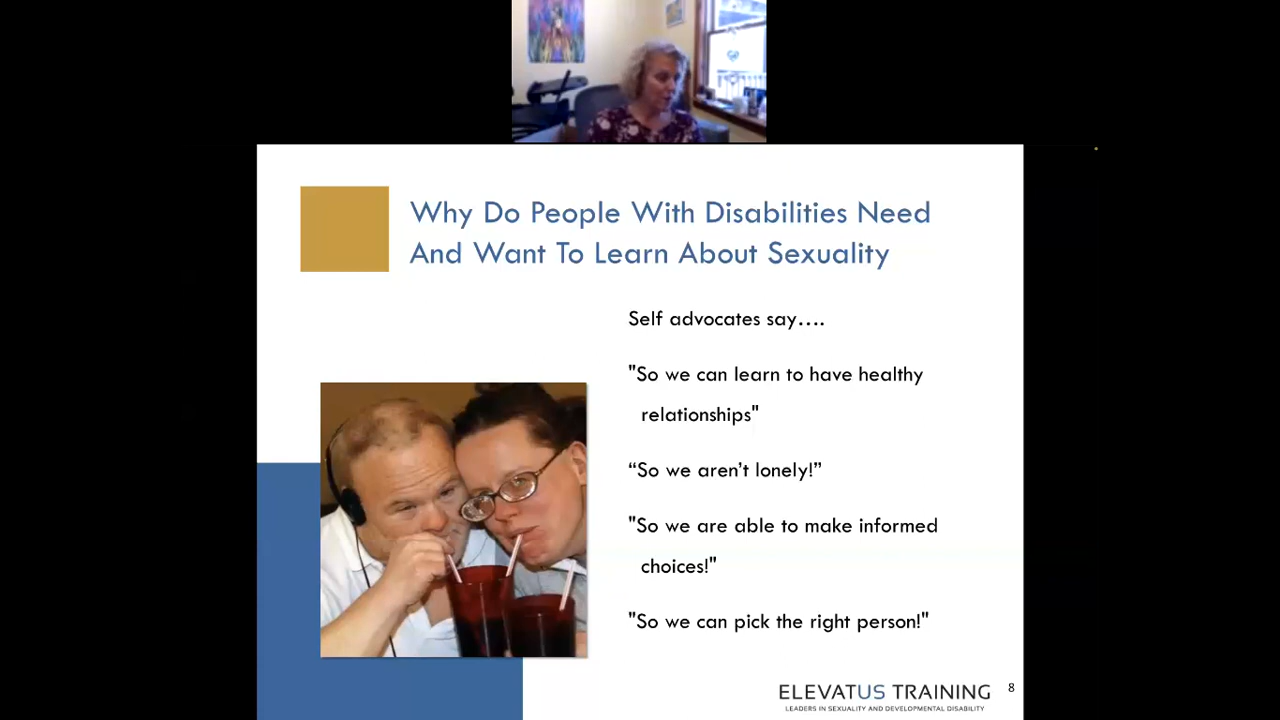 Why Do People With Disabilities Need
And Want To Learn About Sexuality
Self advocates say….
"So we can learn to have healthy
relationships"
“So we aren’t lonely!”
"So we are able to make informed
choices!"
"So we can pick the right person!"
ELEVATUS TRAINING
LEADERS IN SEXUALITY AND DEVELOPMENTAL DISABILITY
8